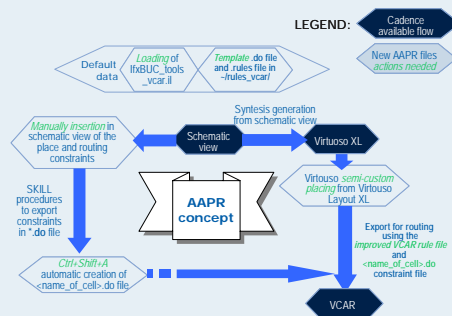 LEGEND:
Cadence
available flow
New AAPR files
actions needed
Default
data
Loading of
IfxBUC_tools
_vcar.il
Template .do file
and .rules file in
~/rules_vcar/
Syntesis generation
from schematic view
Manually insertion in
schematic view of the
place and routing
constraints
Schematic
view
Virtuoso XL
SKILL
procedures
to export
constraints
in *.do file
AAPR
concept
Virtouso semi-custom
placing from Virtouso
Layout XL
Export for routing
using the
improved VCAR rule file
and
<name_of_cell>.do
constraint file
Ctrl+Shift+A
automatic creation of
<name_of_cell>.do file
VCAR